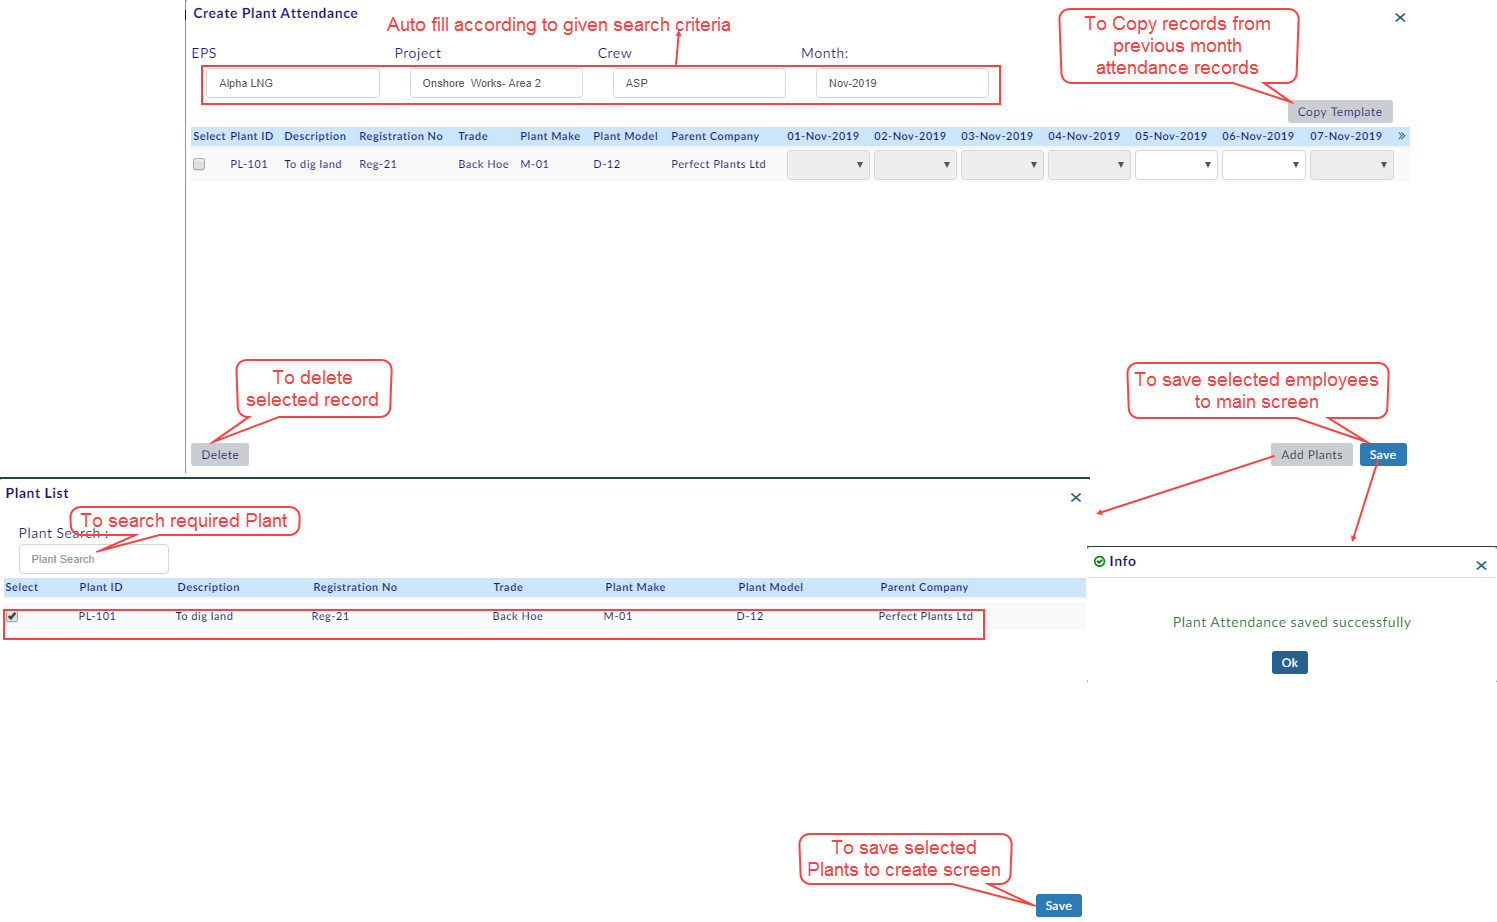 Create Plant Attendance
Auto fill according to given search criteria
To Copy records from
previous month
attendance records
EPS Project Crew Month:
Alpha LNG Onshore Works- Area 2 ASP Nov-2019
Copy Template
Select Plant ID Description Registration No Trade Plant Make Plant Model Parent Company 01-Nov-2019 02-Nov-2019 03-Nov-2019 04-Nov-2019 05-Nov-2019 06-Nov-2019 07-Nov-2019 »
PL-101 To dig land Reg-21 Back Hoe M-01 D-12 Perfect Plants Ltd
To delete
selected record
To save selected employees
to main screen
Delete Add Plants Save
Plant List
To search required Plant
Plant Search :
Plant Search
Select Plant ID Description Registration No Trade Plant Make Plant Model Parent Company
PL-101 To dig land Reg-21 Back Hoe M-01 D-12 Perfect Plants Ltd
Info
Plant Attendance saved successfully
Ok
To save selected
Plants to create screen
Save